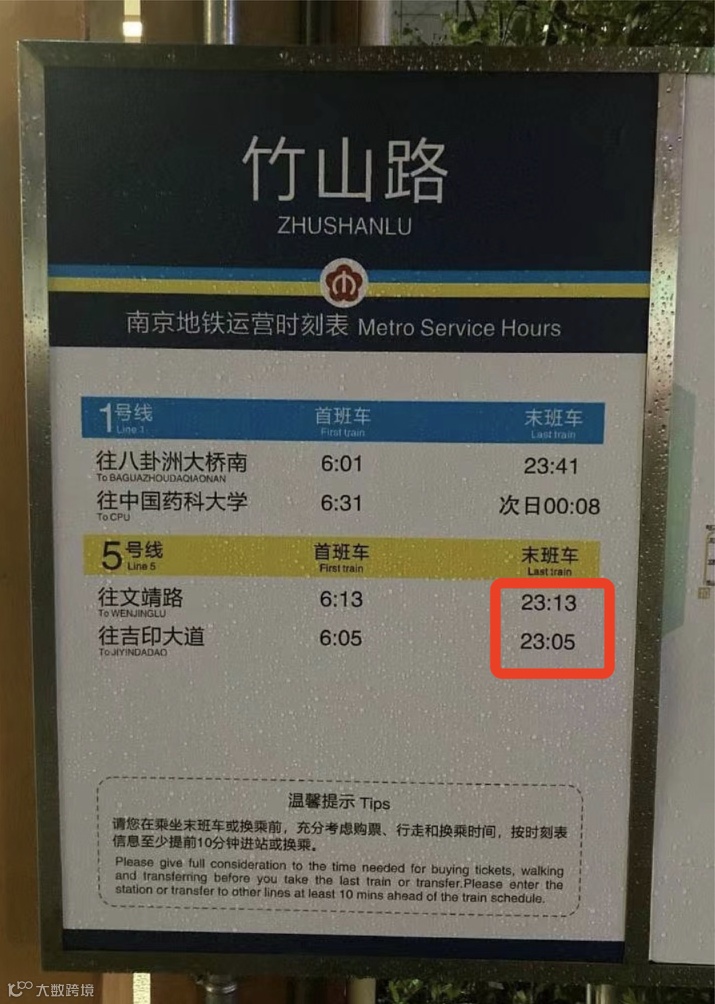 竹山路
ZHUSHANLU
南京地铁运营时刻表 Metro Service Hours
1号线 首班车 末班车
Line 1 First train Last train
往八卦洲大桥南 6:01 23:41
To BAGUAZHOUDAQIAONAN
往中国药科大学 6:31 次日00:08
To CPU
5号线 首班车 末班车
Line 5 First train Last train
往文靖路 6:13 23:13
To WENJINGLU
往吉印大道 6:05 23:05
To JIYINDADAO
温馨提示 Tips
请您在乘坐末班车或换乘前，充分考虑购票、行走和换乘时间，按时刻表
信息至少提前10分钟进站或换乘。
Please give full consideration to the time needed for buying tickets, walking
and transferring before you take the last train or transfer.Please enter the
station or transfer to other lines at least 10 mins ahead of the train schedule.
大数跨境